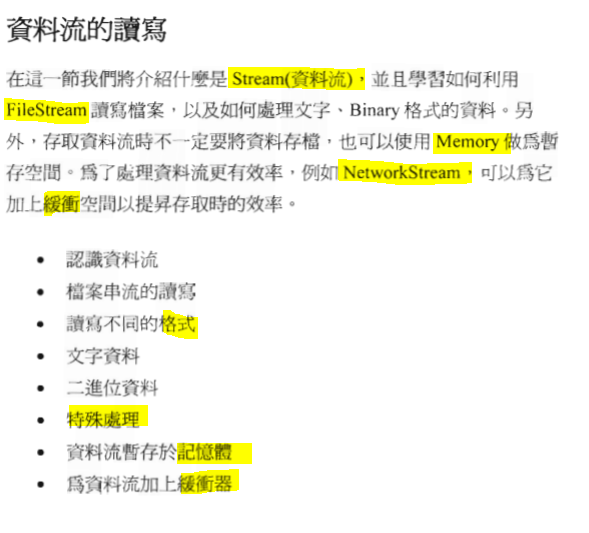 資料流的讀寫
在這一節我們將介紹什麼是 Stream(資料流)，並且學習如何利用
FileStream 讀寫檔案，以及如何處理文字、Binary 格式的資料。另
外，存取資料流時不一定要將資料存檔，也可以使用 Memory 做爲暫
存空間。爲了處理資料流更有效率，例如 NetworkStream，可以爲它
加上緩衝空間以提昇存取時的效率。
• 認識資料流
• 檔案串流的讀寫
• 讀寫不同的格式
• 文字資料
• 二進位資料
• 特殊處理
• 資料流暫存於記憶體
• 爲資料流加上緩衝器